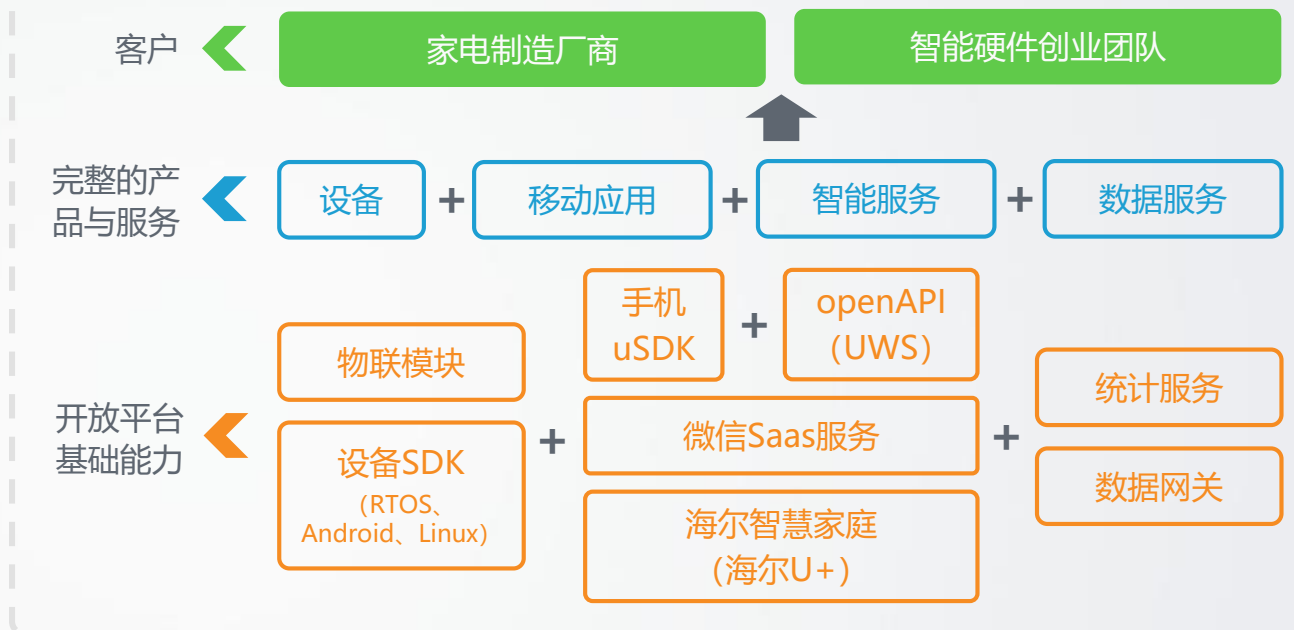 客户
家电制造厂商
智能硬件创业团队
完整的产
品与服务
设备
+
移动应用
+
智能服务
+
数据服务
开放平台
基础能力
物联模块
设备SDK
（RTOS、
Android、Linux）
+
手机
uSDK
+
openAPI
（UWS）
微信Saas服务
海尔智慧家庭
（海尔U+）
+
统计服务
数据网关